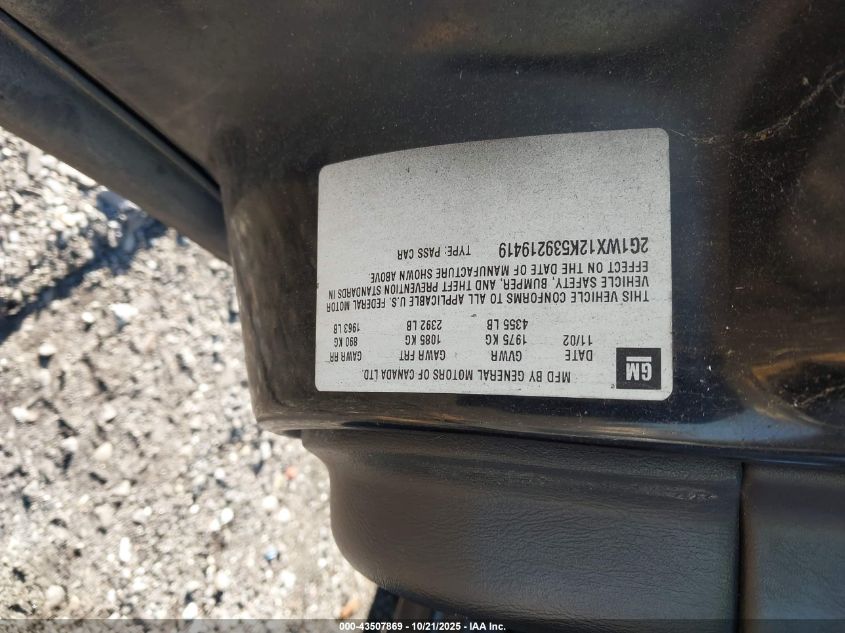 GM
MFD BY GENERAL MOTORS OF CANADA LTD.
DATE GVWR GAWR FRT GAWR RR
11/02 1975 KG 1085 KG 890 KG
4355 LB 2392 LB 1963 LB
THIS VEHICLE CONFORMS TO ALL APPLICABLE U.S. FEDERAL MOTOR
VEHICLE SAFETY, BUMPER, AND THEFT PREVENTION STANDARDS IN
EFFECT ON THE DATE OF MANUFACTURE SHOWN ABOVE
2G1WX12K539219419 TYPE: PASS CAR
000-43507869 - 10/21/2025 - IAA Inc.